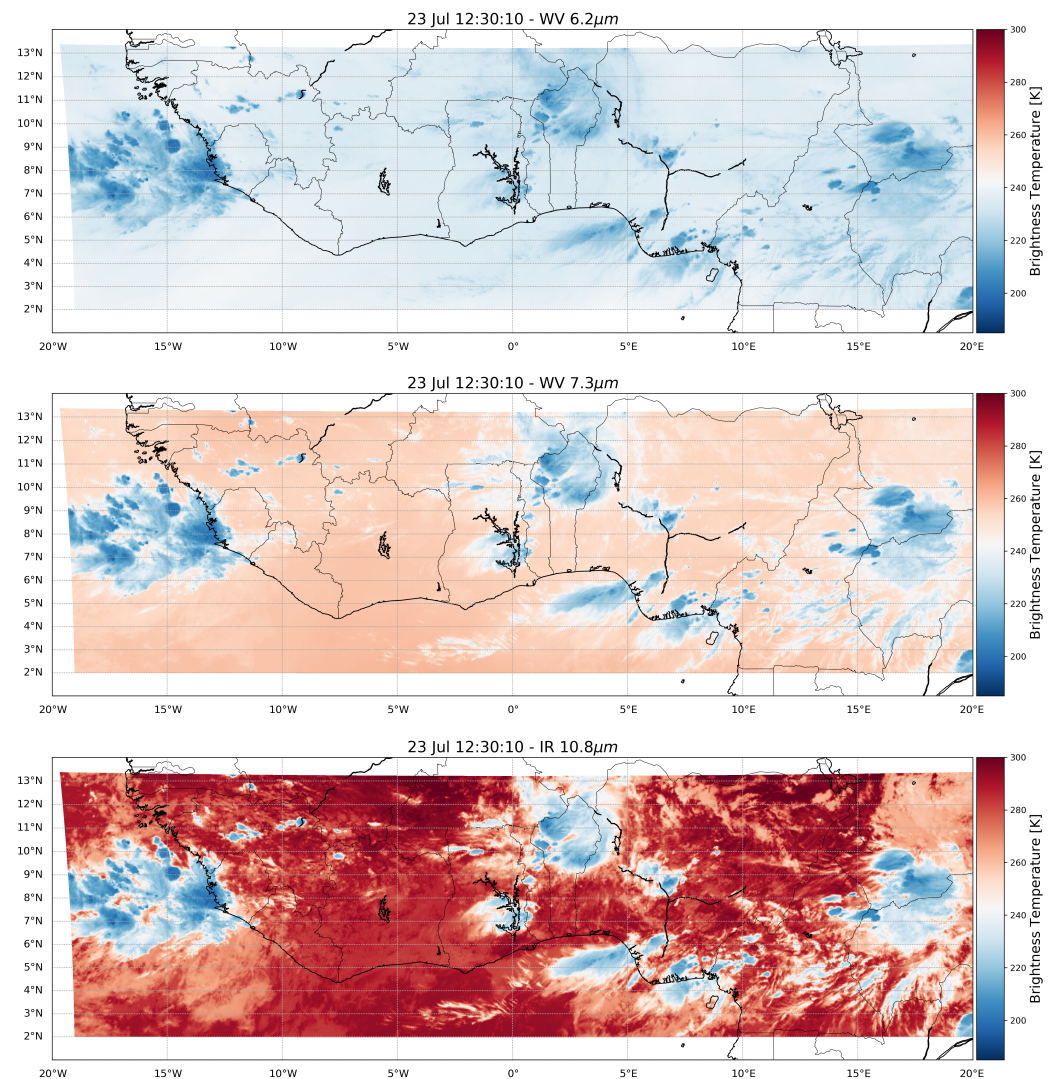 23 Jul 12:30:10 - WV 6.2μm
13°N
12°N
11°N
10°N
9°N
8°N
7°N
6°N
5°N
4°N
3°N
2°N
20°W 15°W 10°W 5°W 0° 5°E 10°E 15°E 20°E
300
280
260
240
220
200
Brightness Temperature [K]
23 Jul 12:30:10 - WV 7.3μm
13°N
12°N
11°N
10°N
9°N
8°N
7°N
6°N
5°N
4°N
3°N
2°N
20°W 15°W 10°W 5°W 0° 5°E 10°E 15°E 20°E
300
280
260
240
220
200
Brightness Temperature [K]
23 Jul 12:30:10 - IR 10.8μm
13°N
12°N
11°N
10°N
9°N
8°N
7°N
6°N
5°N
4°N
3°N
2°N
20°W 15°W 10°W 5°W 0° 5°E 10°E 15°E 20°E
300
280
260
240
220
200
Brightness Temperature [K]